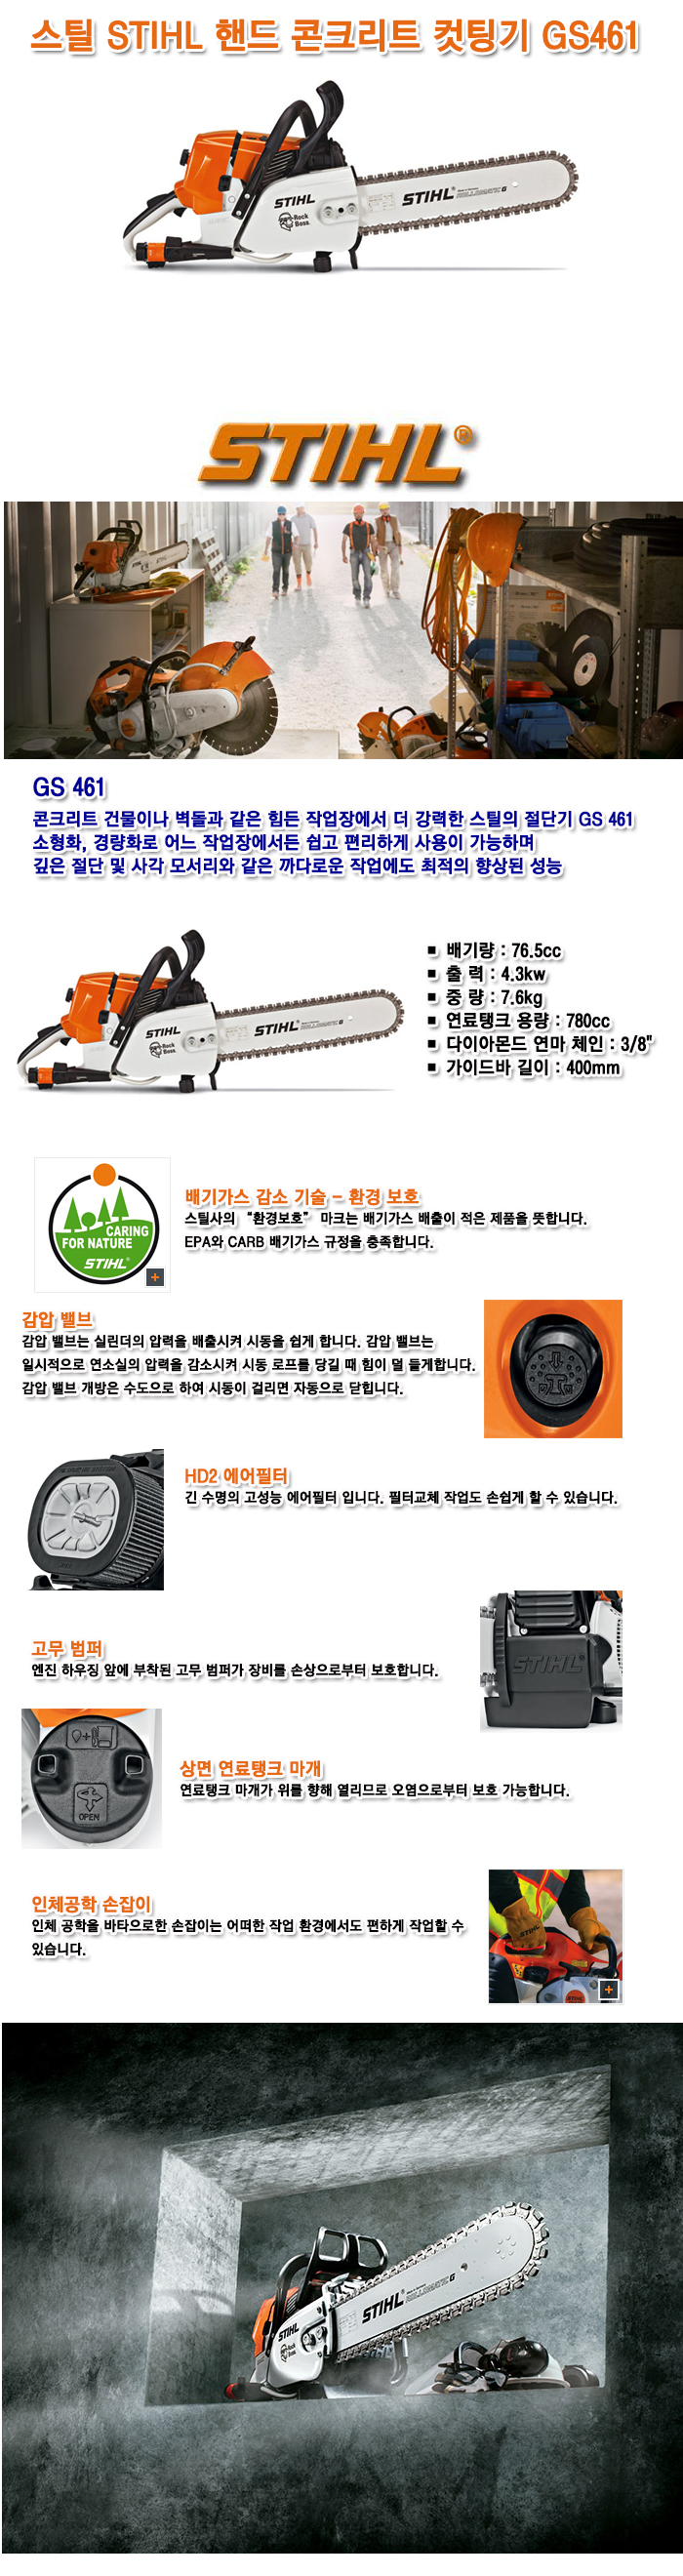 스틸 STIHL 핸드 콘크리트 컷팅기 GS461
STIHL
Rock
Boss
STIHL® ROLLOMATIC G
STIHL®
GS 461
콘크리트 건물이나 벽돌과 같은 힘든 작업장에서 더 강력한 스틸의 절단기 GS 461
소형화, 경량화로 어느 작업장에서든 쉽고 편리하게 사용이 가능하며
깊은 절단 및 사각 모서리와 같은 까다로운 작업에도 최적의 향상된 성능
STIHL
Rock
Boss
STIHL® ROLLOMATIC G
■ 배기량 : 76.5cc
■ 출 력 : 4.3kw
■ 중 량 : 7.6kg
■ 연료탱크 용량 : 780cc
■ 다이아몬드 연마 체인 : 3/8"
■ 가이드바 길이 : 400mm
CARING
FOR NATURE
STIHL®
배기가스 감소 기술 - 환경 보호
스틸사의 “환경보호” 마크는 배기가스 배출이 적은 제품을 뜻합니다.
EPA와 CARB 배기가스 규정을 충족합니다.
감압 밸브
감압 밸브는 실린더의 압력을 배출시켜 시동을 쉽게 합니다. 감압 밸브는
일시적으로 연소실의 압력을 감소시켜 시동 로프를 당길 때 힘이 덜 들게합니다.
감압 밸브 개방은 수도으로 하여 시동이 걸리면 자동으로 닫힙니다.
HD2 에어필터
긴 수명의 고성능 에어필터 입니다. 필터교체 작업도 손쉽게 할 수 있습니다.
고무 범퍼
엔진 하우징 앞에 부착된 고무 범퍼가 장비를 손상으로부터 보호합니다.
STIHL
OPEN
상면 연료탱크 마개
연료탱크 마개가 위를 향해 열리므로 오염으로부터 보호 가능합니다.
인체공학 손잡이
인체 공학을 바타으로한 손잡이는 어떠한 작업 환경에서도 편하게 작업할 수
있습니다.
STIHL
STIHL
STIHL
Rock
Boss
STIHL® ROLLOMATIC G